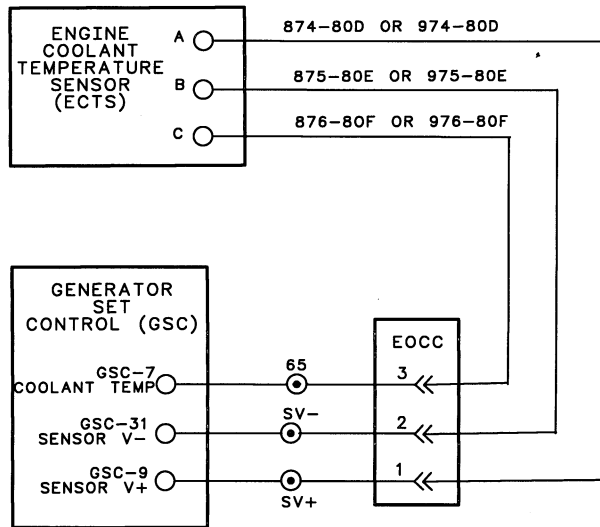 ENGINE
COOLANT
TEMPERATURE
SENSOR
(ECTS)
A
874-80D OR 974-80D
B
875-80E OR 975-80E
C
876-80F OR 976-80F
GENERATOR
SET
CONTROL (GSC)
EOCC
GSC-7
COOLANT TEMP
65
3
GSC-31
SENSOR V-
SV-
2
GSC-9
SENSOR V+
SV+
1